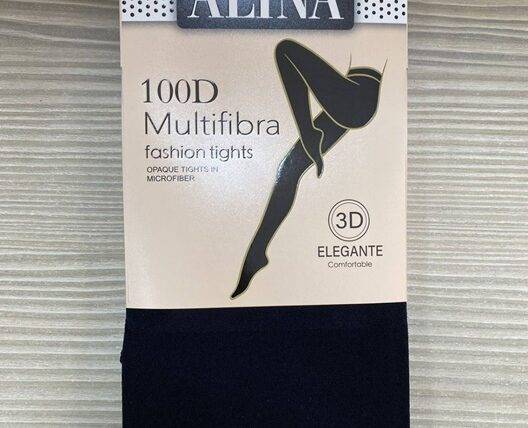 ALINA
100D
Multifibra
fashion tights
OPAQUE TIGHTS IN
MICROFIBER
3D
ELEGANTE
Comfortable